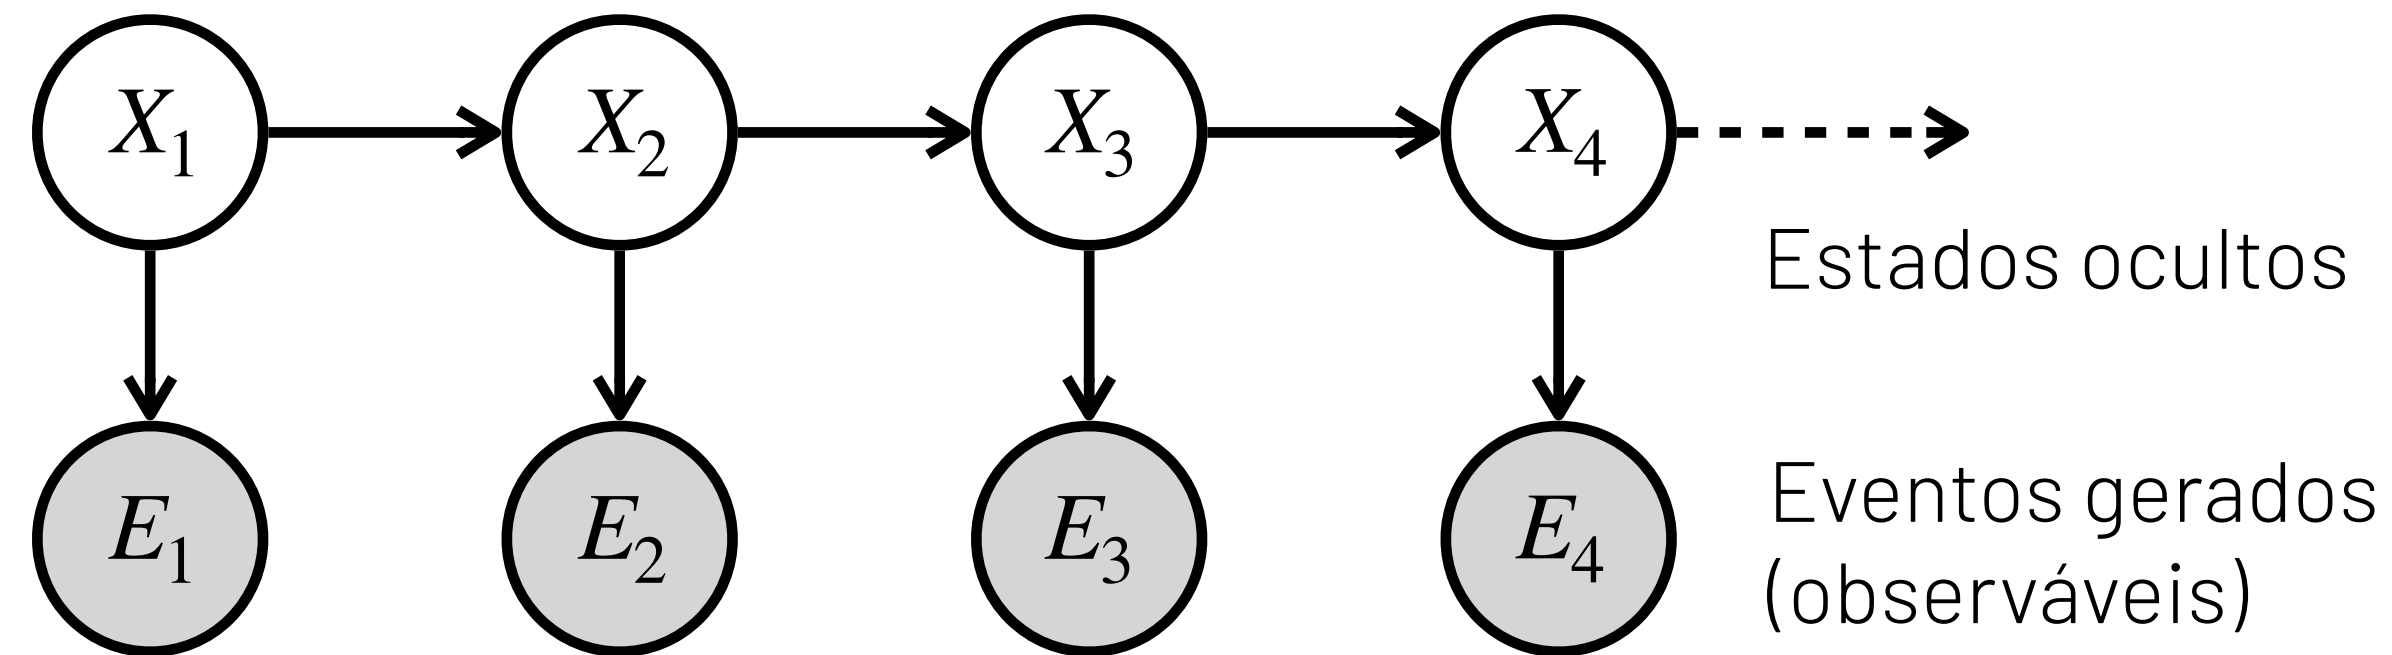 X1
X2
X3
X4
Estados ocultos
E1
E2
E3
E4
Eventos gerados
(observáveis)